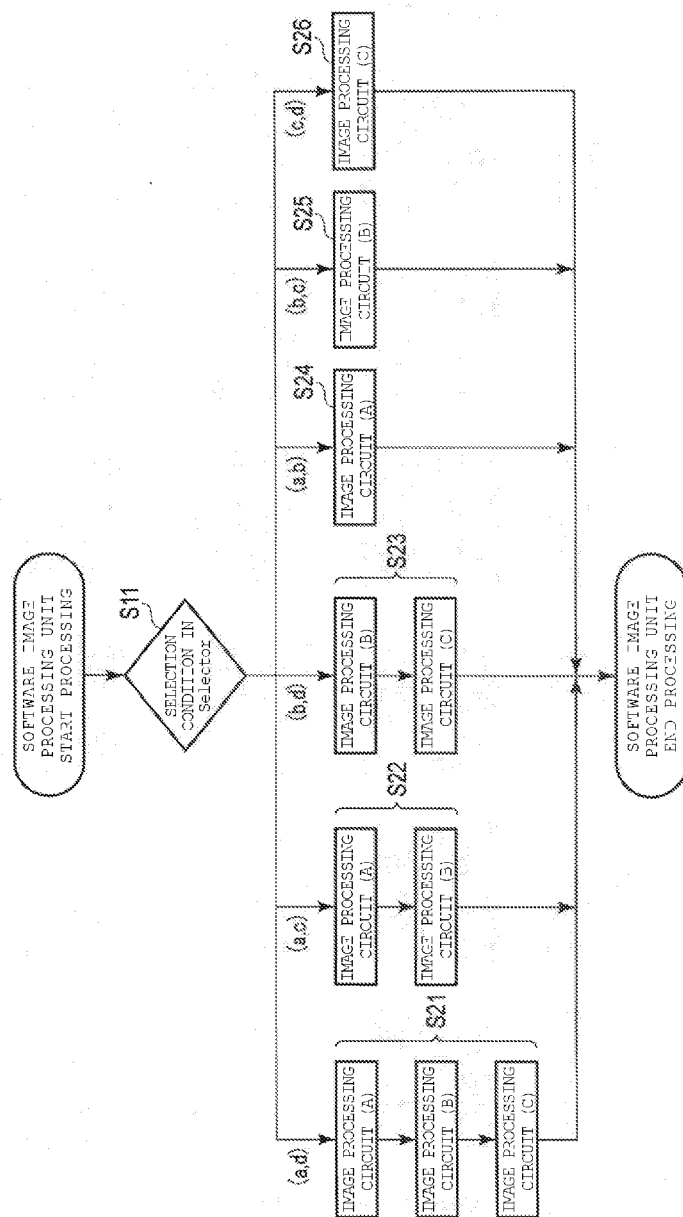 SOFTWARE IMAGE
PROCESSING UNIT
START PROCESSING
S11
SELECTION
CONDITION IN
Selector
(a,d)
IMAGE PROCESSING
CIRCUIT (A)
IMAGE PROCESSING
CIRCUIT (B)
IMAGE PROCESSING
CIRCUIT (C)
S21
(a,c)
IMAGE PROCESSING
CIRCUIT (A)
IMAGE PROCESSING
CIRCUIT (B)
S22
(b,d)
IMAGE PROCESSING
CIRCUIT (B)
IMAGE PROCESSING
CIRCUIT (C)
S23
(a,b)
S24
IMAGE PROCESSING
CIRCUIT (A)
(b,c)
S25
IMAGE PROCESSING
CIRCUIT (B)
(c,d)
S26
IMAGE PROCESSING
CIRCUIT (C)
SOFTWARE IMAGE
PROCESSING UNIT
END PROCESSING